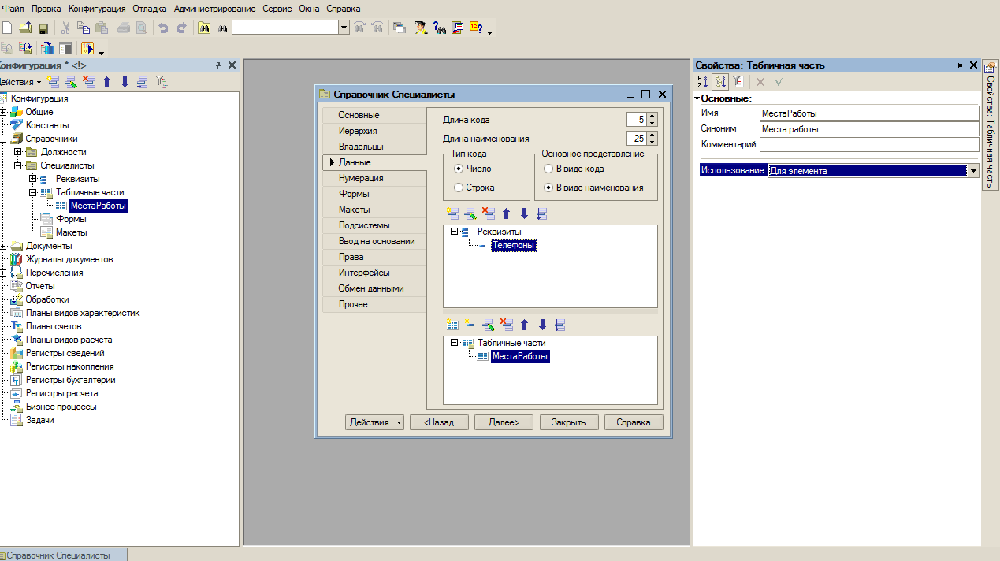 Файл Правка Конфигурация Отладка Администрирование Сервис Окна Справка
Конфигурация * <!>
Действия
Конфигурация
Общие
Константы
Справочники
Должности
Специалисты
Реквизиты
Табличные части
МестаРаботы
Формы
Макеты
Документы
Журналы документов
Перечисления
Отчеты
Обработки
Планы видов характеристик
Планы счетов
Планы видов расчета
Регистры сведений
Регистры накопления
Регистры бухгалтерии
Регистры расчета
Бизнес-процессы
Задачи
Справочник Специалисты
Основные
Иерархия
Владельцы
Данные
Нумерация
Формы
Макеты
Подсистемы
Ввод на основании
Права
Интерфейсы
Обмен данными
Прочее
Длина кода 5
Длина наименования 25
Тип кода
Число
Строка
Основное представление
В виде кода
В виде наименования
Реквизиты
Телефоны
Табличные части
МестаРаботы
Действия <Назад Далее> Закрыть Справка
Свойства: Табличная часть
Основные:
Имя МестаРаботы
Синоним Места работы
Комментарий
Использование Для элемента
Свойства: Табличная часть
Справочник Специалисты